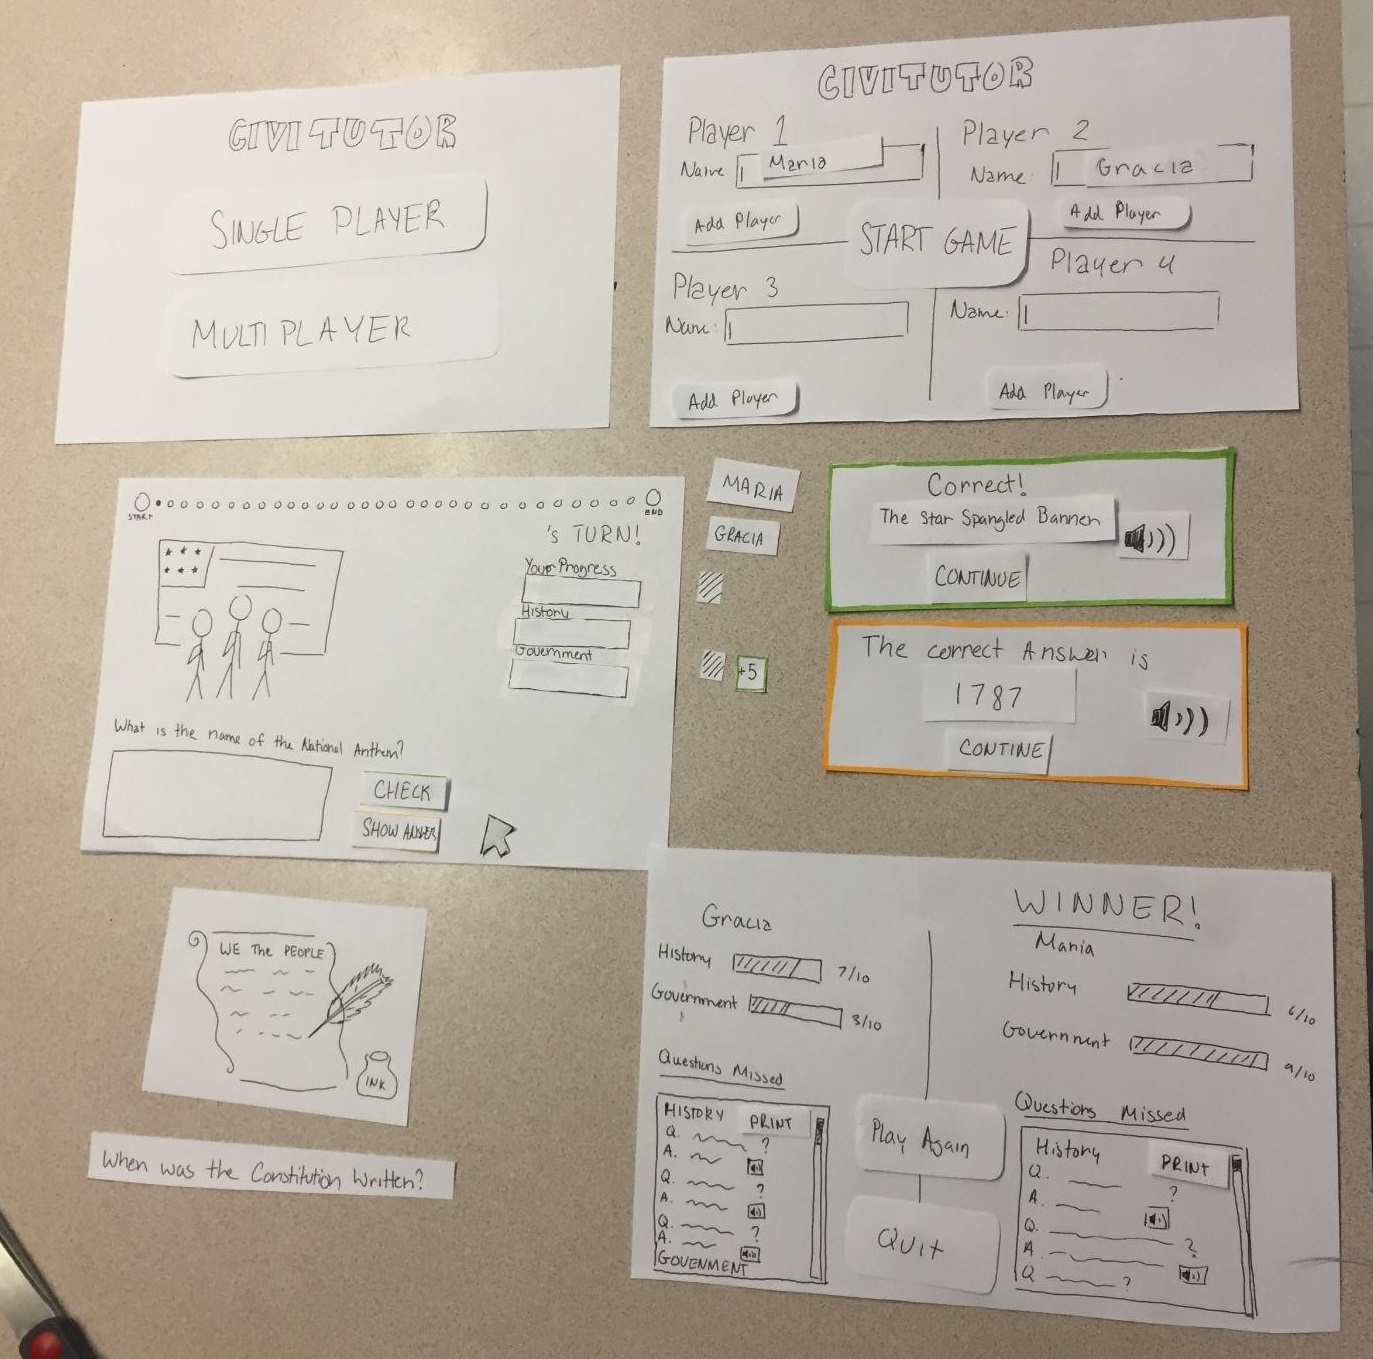 CIVITUTOR
SINGLE PLAYER
MULTIPLAYER
CIVITUTOR
Player 1
Name
Maria
Add Player
Player 2
Name:
Gracia
Add Player
START GAME
Player 3
Name:
Add Player
Player 4
Name:
Add Player
START
END
's TURN!
Your Progress
History
Government
What is the name of the National Anthem?
CHECK
SHOW ANSWER
MARIA
GRACIA
+5
Correct!
The Star Spangled Banner
CONTINUE
The correct Answer is
1787
CONTINE
WE The PEOPLE
INK
When was the Constitution Written?
Gracia
History 7/10
Government 3/10
Questions Missed
HISTORY PRINT
Q. ?
A.
Q. ?
A.
Q. ?
A.
GOVENMENT
Play Again
Quit
WINNER!
Maria
History 6/10
Government 9/10
Questions Missed
History PRINT
Q. ?
A.
Q. ?
A.
Q ?